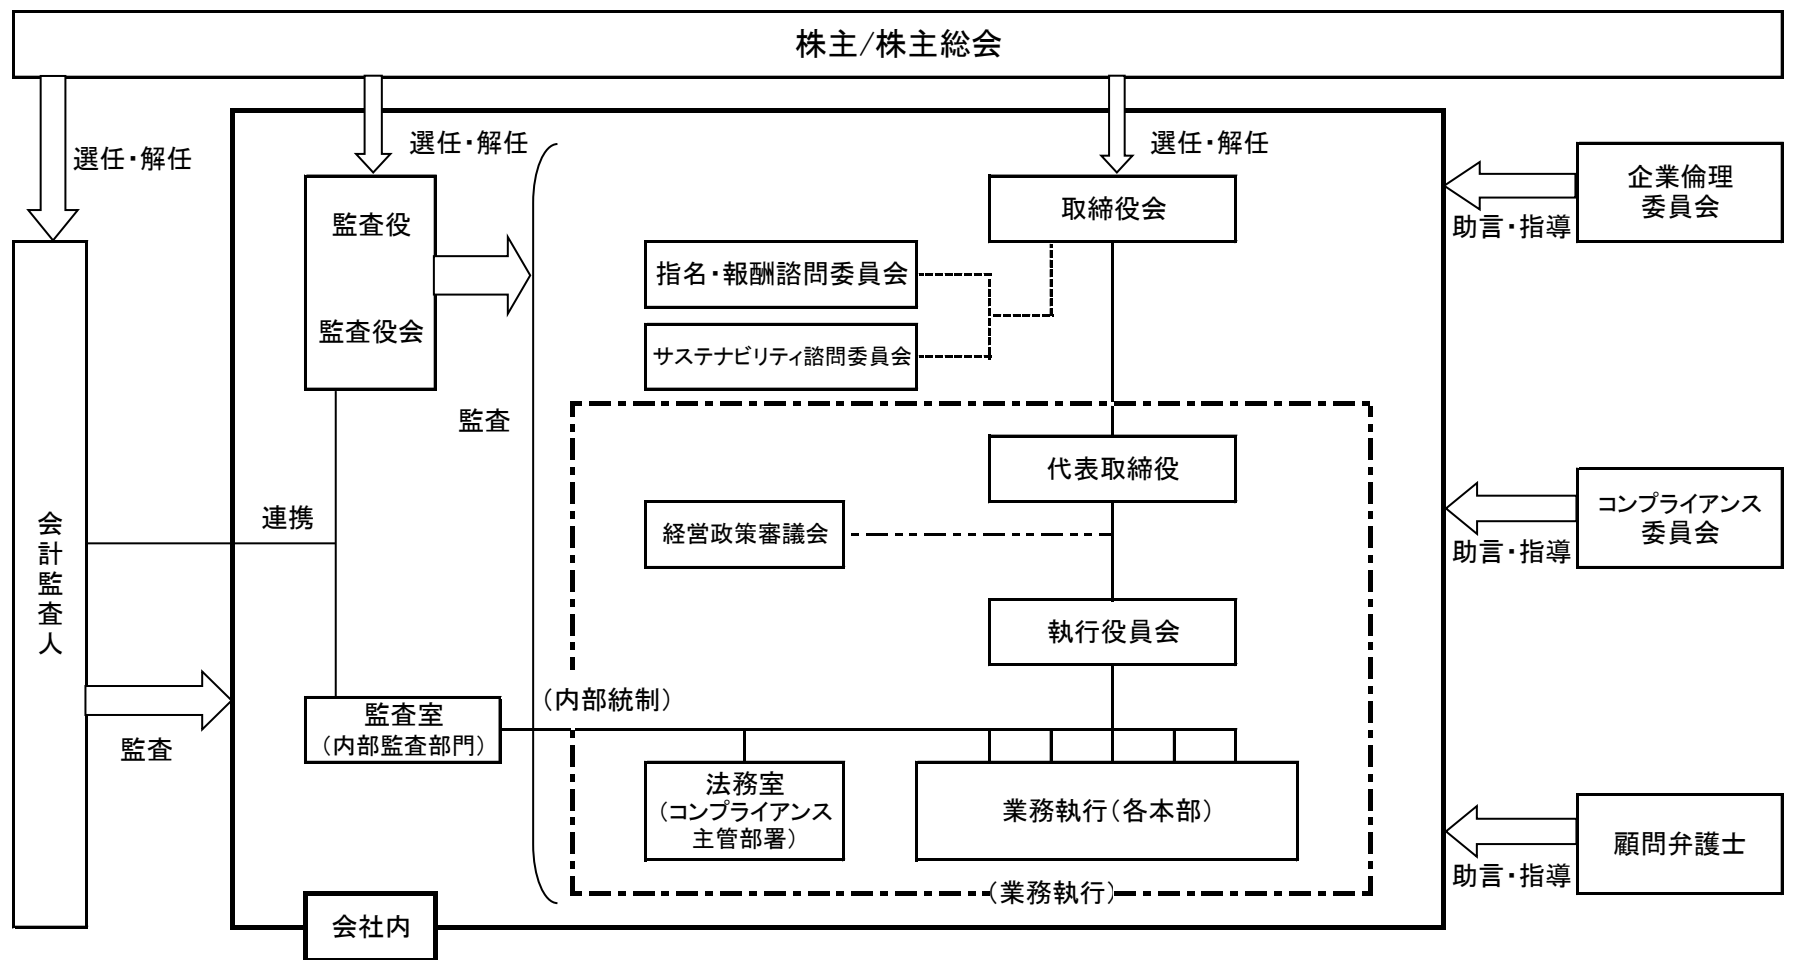 株主/株主総会
選任・解任
選任・解任
選任・解任
企業倫理
委員会
助言・指導
監査役
監査役会
取締役会
指名・報酬諮問委員会
サステナビリティ諮問委員会
監査
代表取締役
経営政策審議会
コンプライアンス
委員会
助言・指導
会計監査人
連携
執行役員会
監査
監査室
(内部監査部門)
(内部統制)
法務室
(コンプライアンス
主管部署)
業務執行(各本部)
顧問弁護士
助言・指導
(業務執行)
会社内